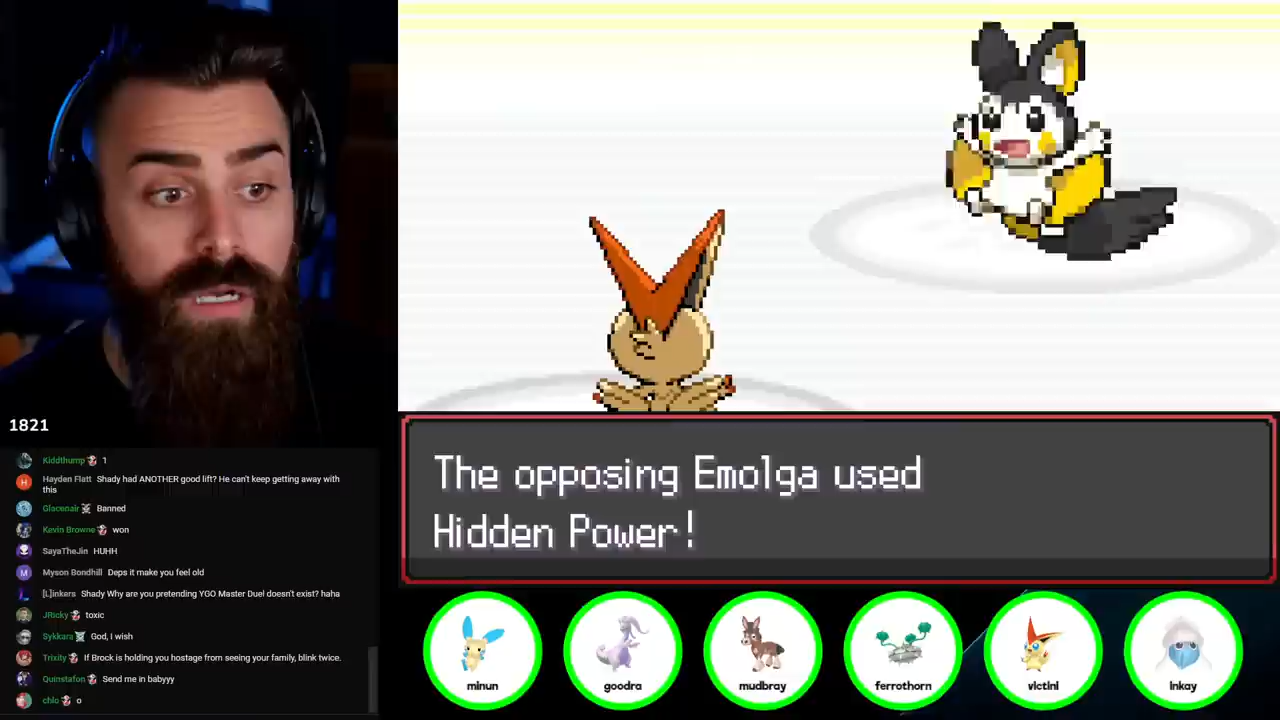 1821
Kiddthump 1
Hayden Flatt Shady had ANOTHER good lift? He can't keep getting away with
this
Glacenair Banned
Kevin Browne won
SayaTheJin HUHH
Myson Bondhill Deps it make you feel old
[L]inkers Shady Why are you pretending YGO Master Duel doesn't exist? haha
JRicky toxic
Sykkara God, I wish
Trixity If Brock is holding you hostage from seeing your family, blink twice.
Quinstafon Send me in babyyy
chlo o
The opposing Emolga used
Hidden Power!
minun
goodra
mudbray
ferrothorn
victini
inkay